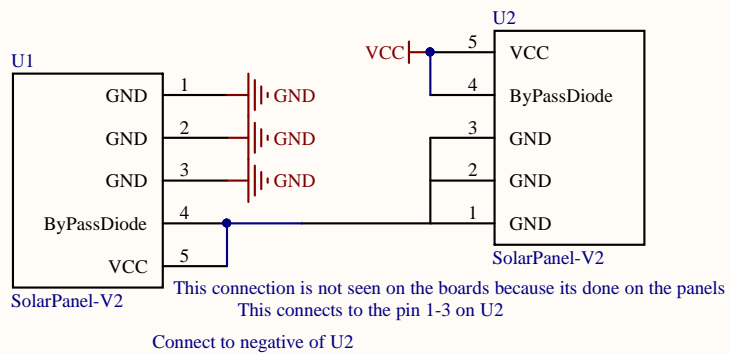 U1
GND 1 GND
GND 2 GND
GND 3 GND
ByPassDiode 4
VCC 5
SolarPanel-V2
U2
VCC 5 VCC
4 ByPassDiode
3 GND
2 GND
1 GND
SolarPanel-V2
This connection is not seen on the boards because its done on the panels
This connects to the pin 1-3 on U2
Connect to negative of U2